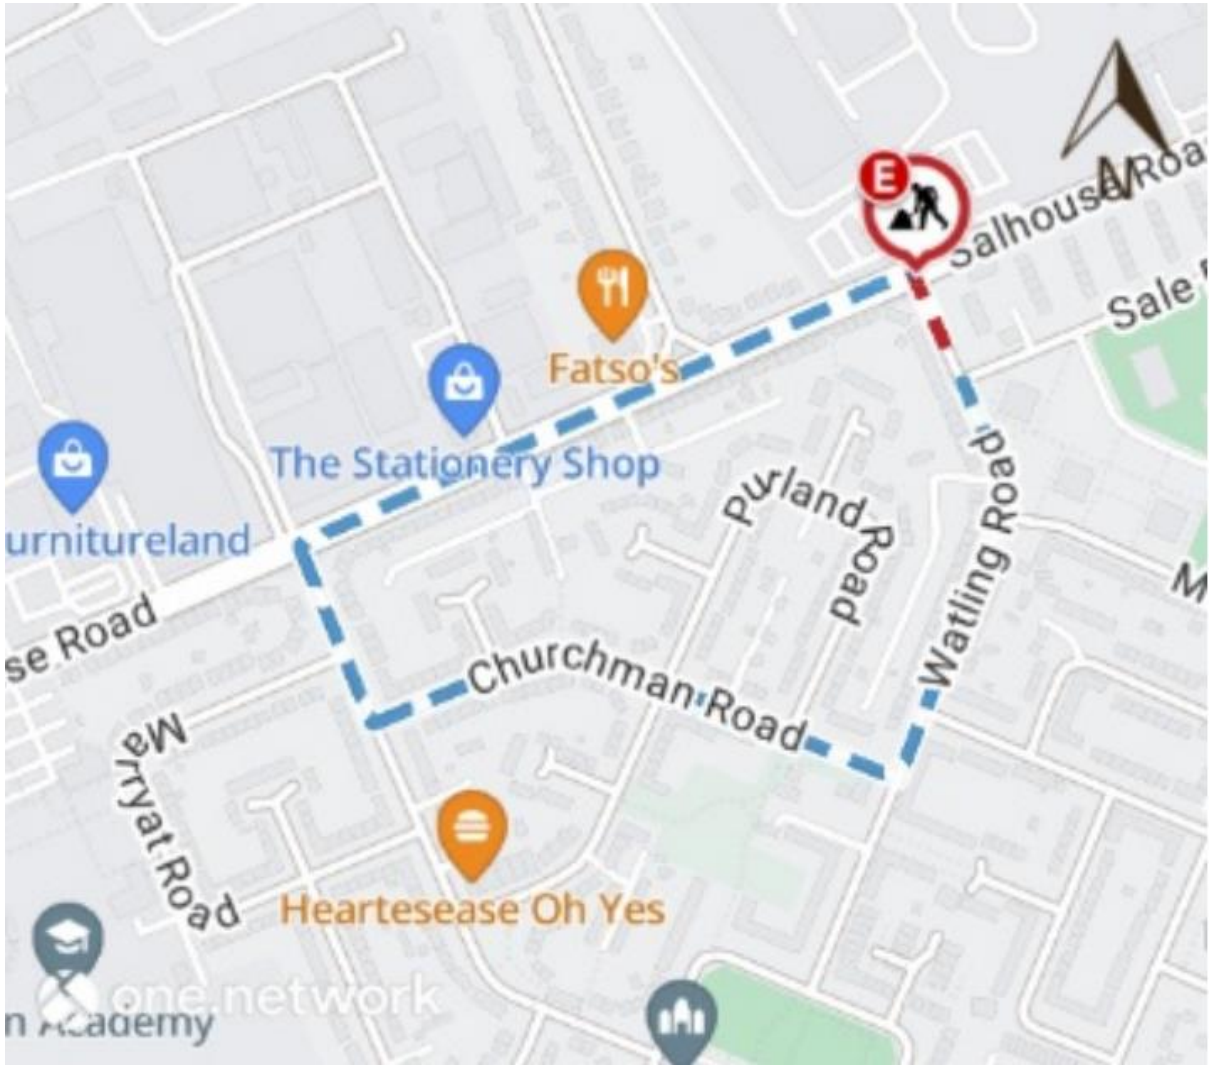 E
N
Salhouse Roa
Sale
Fatso's
The Stationery Shop
urnitureland
Purland Road
Watling Road
M
se Road
Churchman Road
Marryat Road
Heartesease Oh Yes
one.network
n Academy